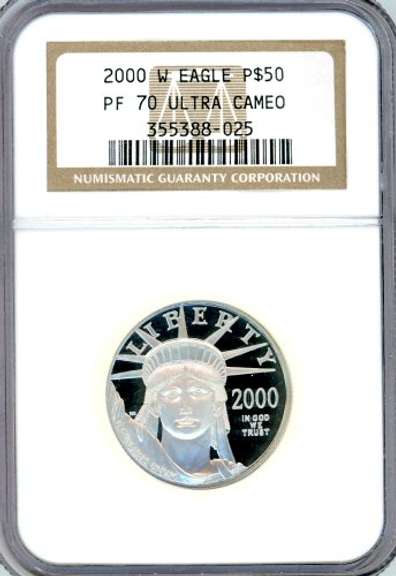 2000 W EAGLE P$50
PF 70 ULTRA CAMEO
355388-025
NUMISMATIC GUARANTY CORPORATION
LIBERTY
2000
IN GOD
WE
TRUST